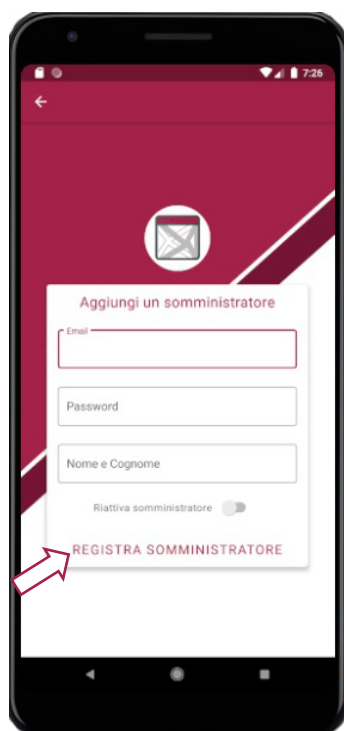 7:26
Aggiungi un somministratore
Email
Password
Nome e Cognome
Riattiva somministratore
REGISTRA SOMMINISTRATORE